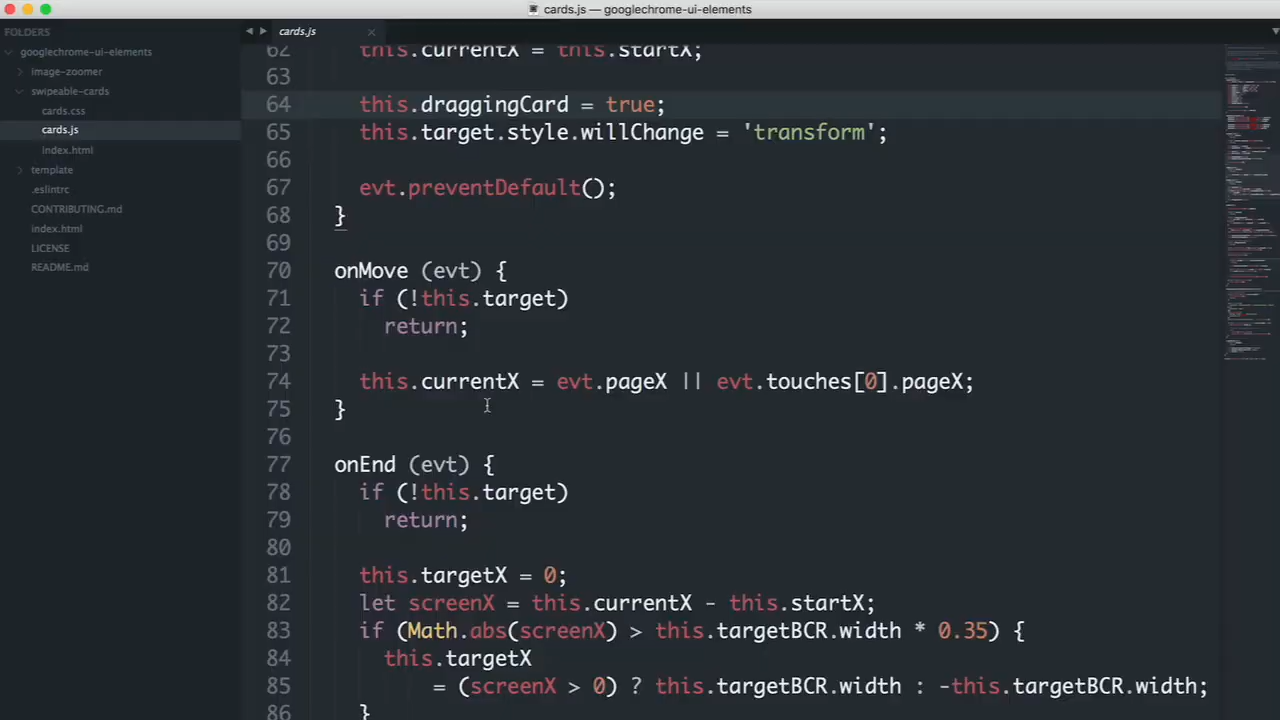 cards.js — googlechrome-ui-elements
FOLDERS
googlechrome-ui-elements
image-zoomer
swipeable-cards
cards.css
cards.js
index.html
template
.eslintrc
CONTRIBUTING.md
index.html
LICENSE
README.md
cards.js
62 this.currentX = this.startX;
63
64 this.draggingCard = true;
65 this.target.style.willChange = 'transform';
66
67 evt.preventDefault();
68 }
69
70 onMove (evt) {
71 if (!this.target)
72 return;
73
74 this.currentX = evt.pageX || evt.touches[0].pageX;
75 }
76
77 onEnd (evt) {
78 if (!this.target)
79 return;
80
81 this.targetX = 0;
82 let screenX = this.currentX - this.startX;
83 if (Math.abs(screenX) > this.targetBCR.width * 0.35) {
84 this.targetX
85 = (screenX > 0) ? this.targetBCR.width : -this.targetBCR.width;
86 }